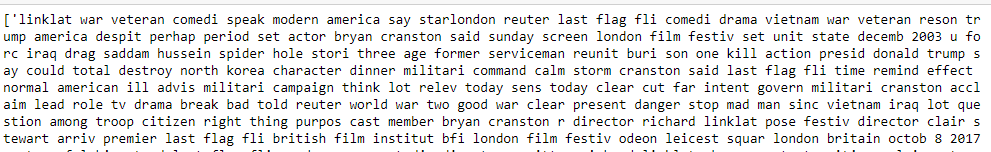 ['linklat war veteran comedi speak modern america say starlondon reuter last flag fli comedi drama vietnam war veteran reson tr
ump america despit perhap period set actor bryan cranston said sunday screen london film festiv set unit state decemb 2003 u fo
rc iraq drag saddam hussein spider hole stori three age former serviceman reunit buri son one kill action presid donald trump s
ay could total destroy north korea character dinner militari command calm storm cranston said last flag fli time remind effect
normal american ill advis militari campaign think lot relev today sens today clear cut far intent govern militari cranston accl
aim lead role tv drama break bad told reuter world war two good war clear present danger stop mad man sinc vietnam iraq lot que
stion among troop citizen right thing purpos cast member bryan cranston r director richard linklat pose festiv director clair s
tewart arriv premier last flag fli british film institut bfi london film festiv odeon leicest squar london britain octob 8 2017